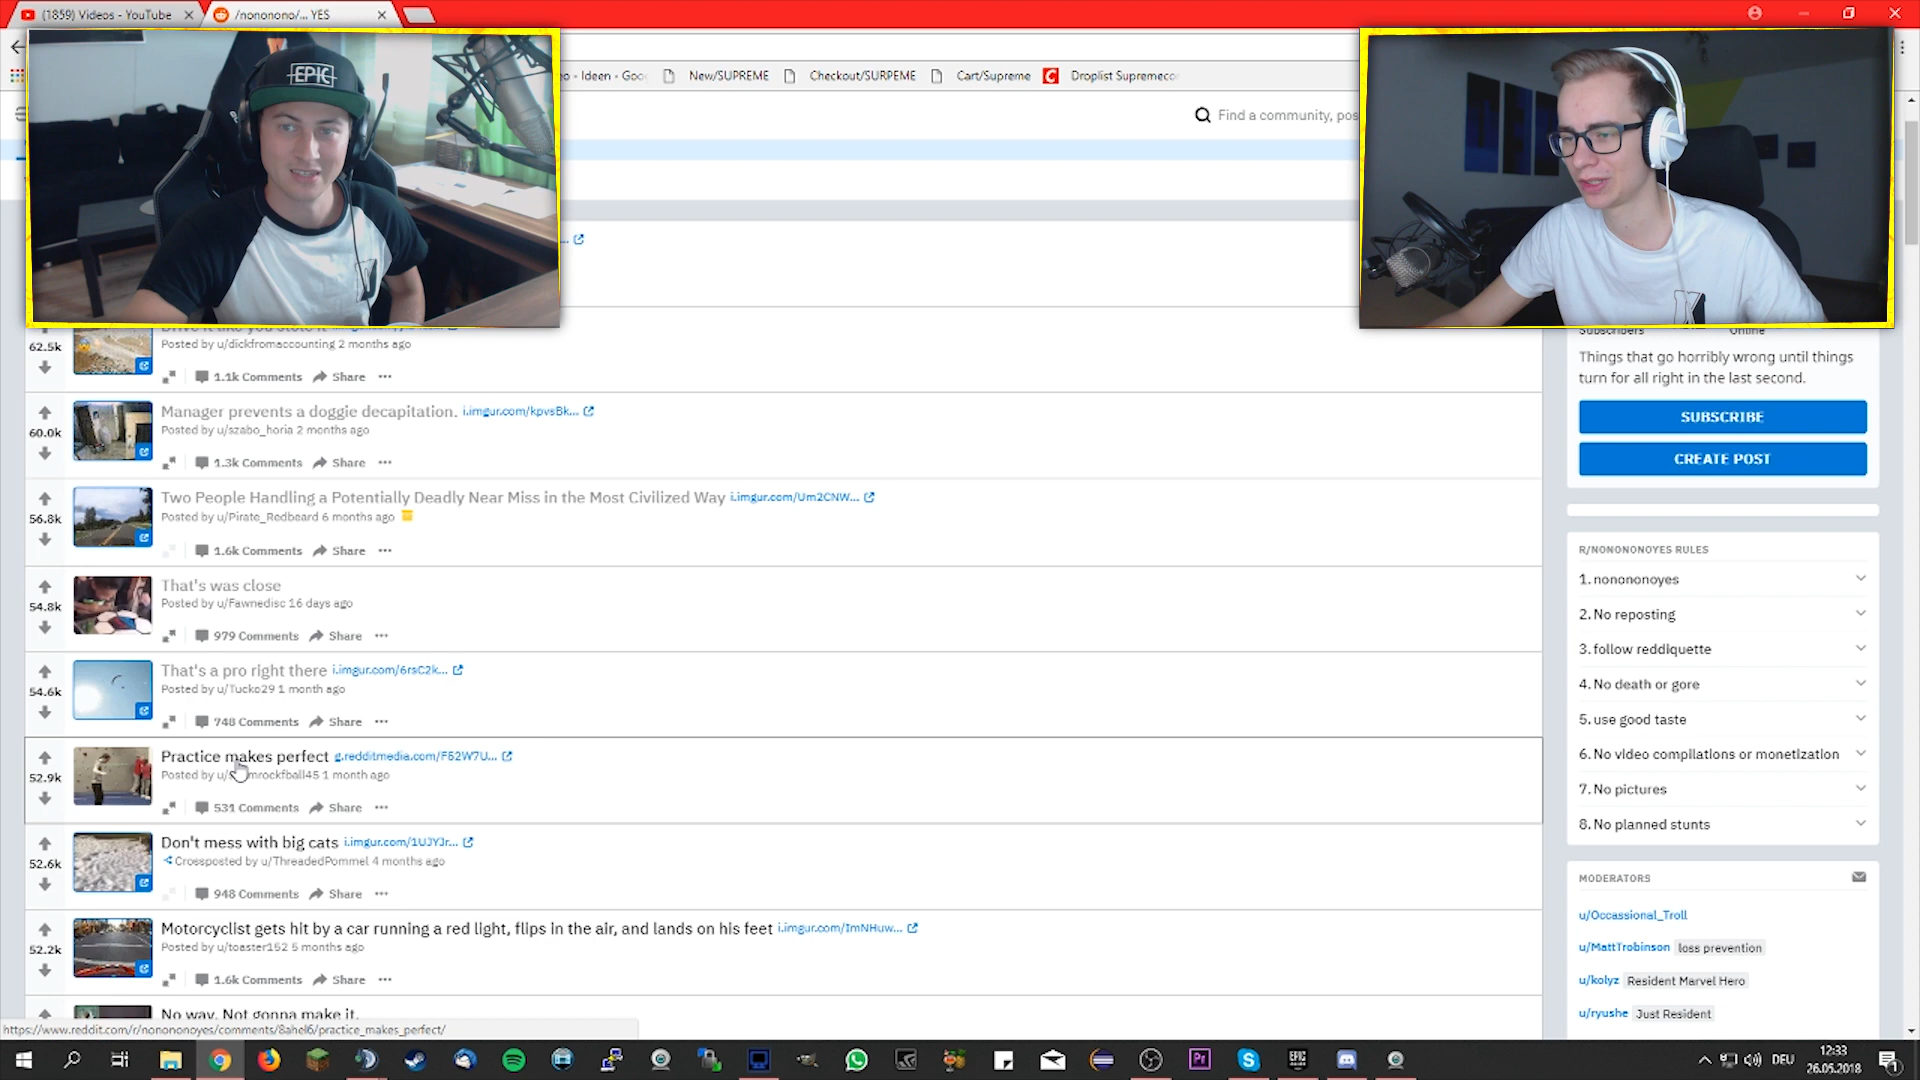 (1859) Videos - YouTube
/nononono/... YES
EPIC
eo - Ideen - Goo
New/SUPREME
Checkout/SURPEME
Cart/Supreme
Droplist Supremeco
Find a community, pos
62.5k
Posted by u/dickfromaccounting 2 months ago
1.1k Comments
Share
60.0k
Manager prevents a doggie decapitation. i.imgur.com/kpvsBk...
Posted by u/szabo_horia 2 months ago
1.3k Comments
Share
56.8k
Two People Handling a Potentially Deadly Near Miss in the Most Civilized Way i.imgur.com/Um2CNW...
Posted by u/Pirate_Redbeard 6 months ago
1.6k Comments
Share
54.8k
That's was close
Posted by u/Fawnedisc 16 days ago
979 Comments
Share
54.6k
That's a pro right there i.imgur.com/6rsC2k...
Posted by u/Tucko29 1 month ago
748 Comments
Share
52.9k
Practice makes perfect g.redditmedia.com/F52W7U...
Posted by 1 month ago
531 Comments
Share
52.6k
Don't mess with big cats i.imgur.com/1UJYJr...
Crossposted by u/ThreadedPommel 4 months ago
948 Comments
Share
52.2k
Motorcyclist gets hit by a car running a red light, flips in the air, and lands on his feet i.imgur.com/ImNHuw...
Posted by u/toaster152 5 months ago
1.6k Comments
Share
No way. Not gonna make it.
https://www.reddit.com/r/nonononoyes/comments/8ahel6/practice_makes_perfect/
Subscribers
Online
Things that go horribly wrong until things
turn for all right in the last second.
SUBSCRIBE
CREATE POST
R/NONONONOYES RULES
1. nonononoyes
2. No reposting
3. follow reddiquette
4. No death or gore
5. use good taste
6. No video compilations or monetization
7. No pictures
8. No planned stunts
MODERATORS
u/Occassional_Troll
u/MattTrobinson loss prevention
u/kolyz Resident Marvel Hero
u/ryushe Just Resident
Pr
EPIC
GAMES
DEU
12:33
26.05.2018
1